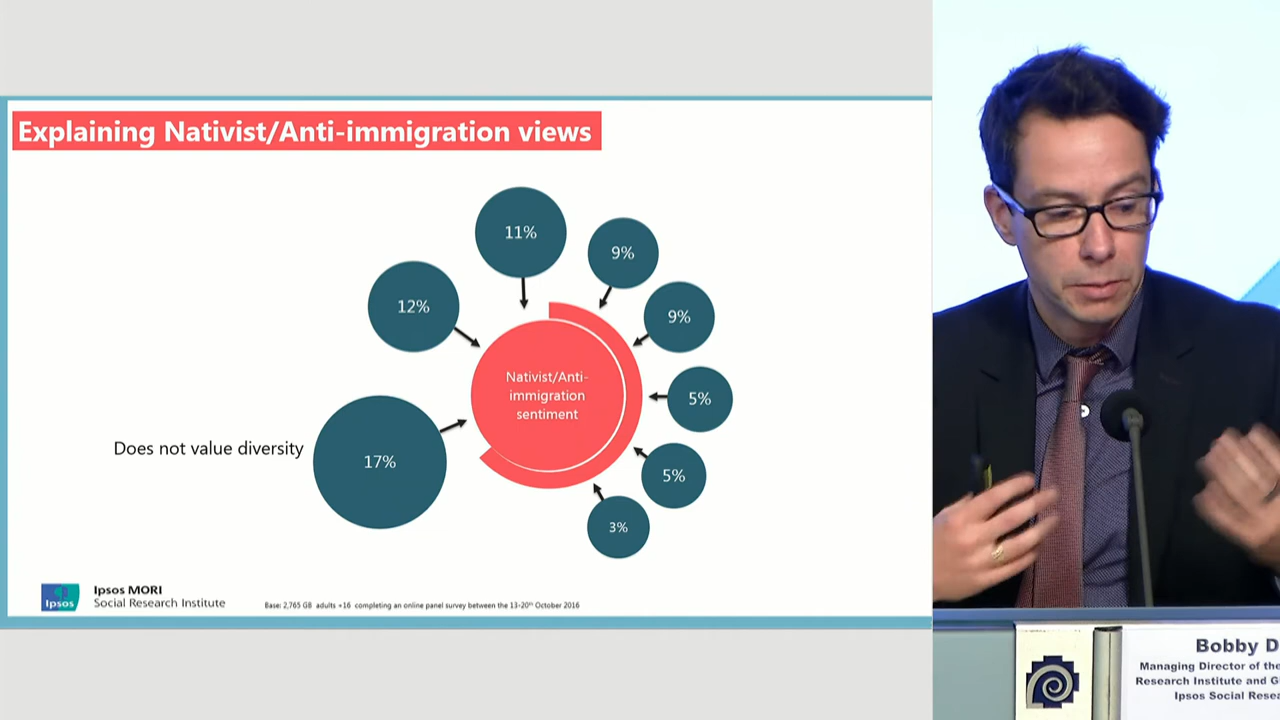 Explaining Nativist/Anti-immigration views
11%
9%
12%
9%
Nativist/Anti-
immigration
sentiment
5%
Does not value diversity
17%
5%
3%
Ipsos
Ipsos MORI
Social Research Institute
Base: 2,765 GB adults +16 completing an online panel survey between the 13-20th October 2016
Bobby D
Managing Director of the
Research Institute and G
Ipsos Social Resea